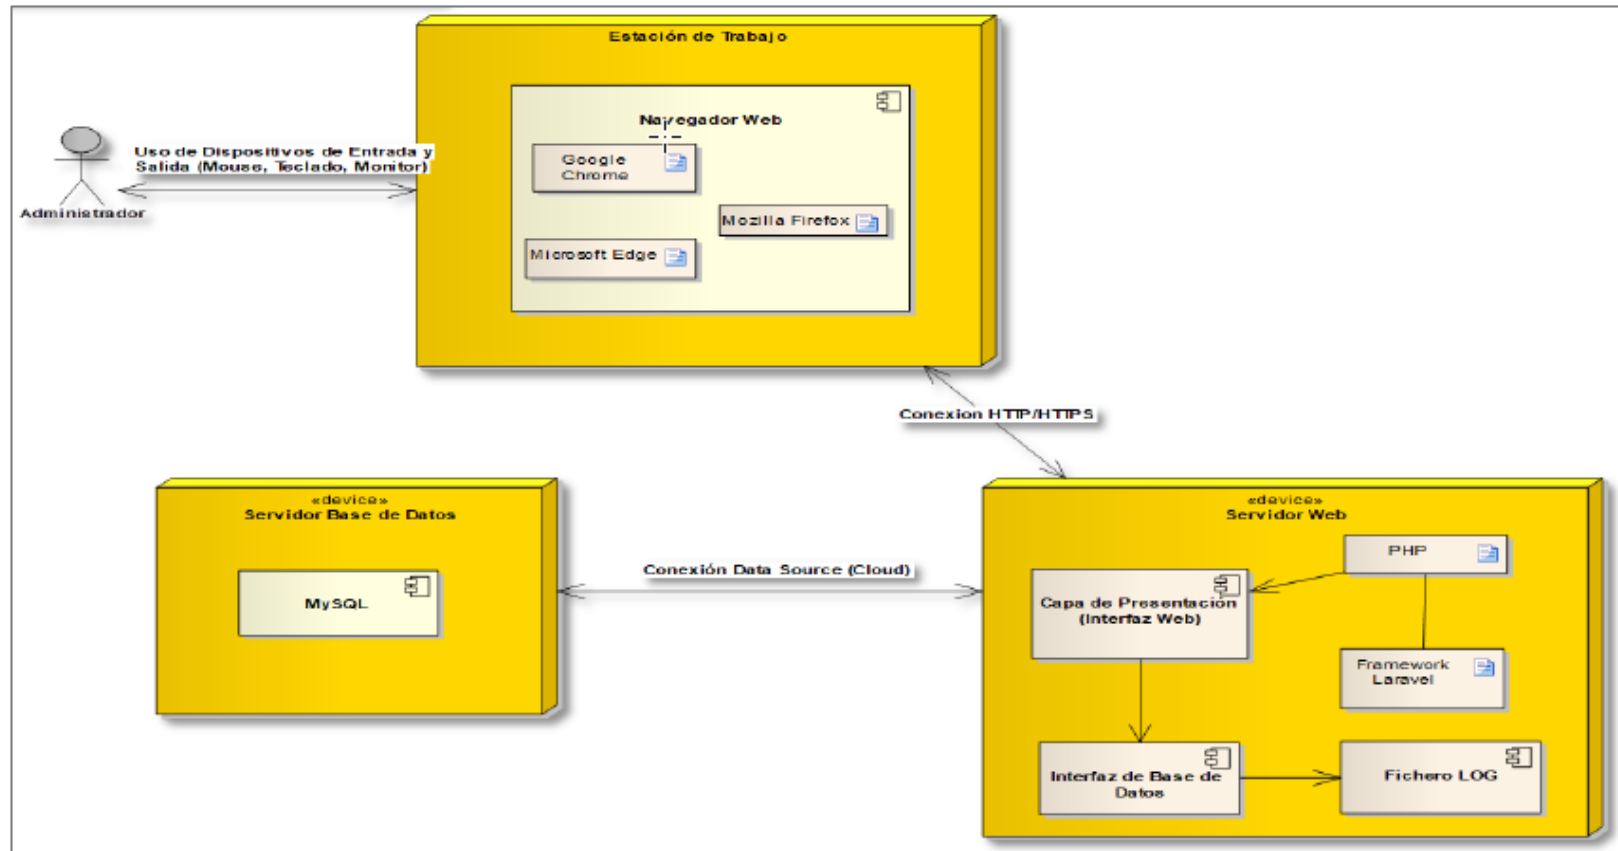 Estación de Trabajo
Navegador Web
Google
Chrome
Mozilla Firefox
Microsoft Edge
Uso de Dispositivos de Entrada y
Salida (Mouse, Teclado, Monitor)
Administrador
Conexion HTTP/HTTPS
«device»
Servidor Base de Datos
MySQL
Conexión Data Source (Cloud)
«device»
Servidor Web
PHP
Capa de Presentación
(Interfaz Web)
Framework
Laravel
Interfaz de Base de
Datos
Fichero LOG